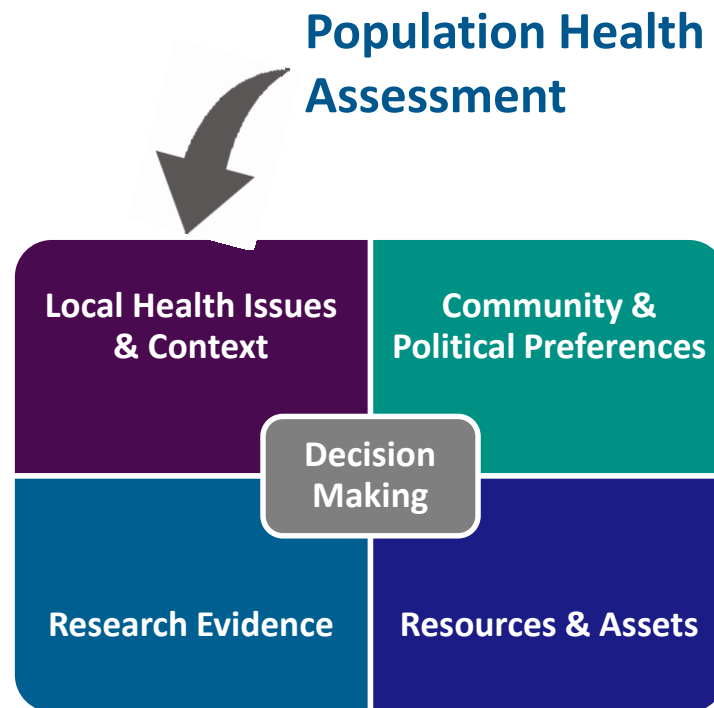 Population Health
Assessment
Local Health Issues
& Context
Community &
Political Preferences
Decision
Making
Research Evidence
Resources & Assets